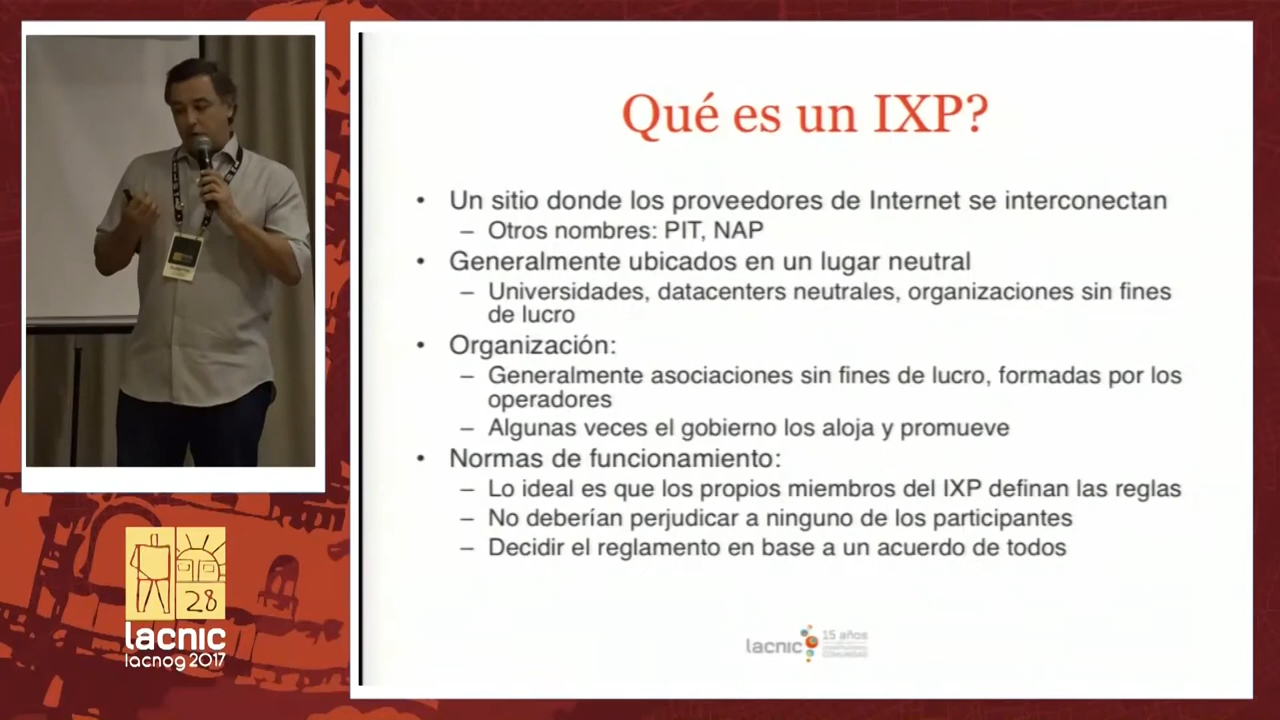 Qué es un IXP?
• Un sitio donde los proveedores de Internet se interconectan
– Otros nombres: PIT, NAP
• Generalmente ubicados en un lugar neutral
– Universidades, datacenters neutrales, organizaciones sin fines
de lucro
• Organización:
– Generalmente asociaciones sin fines de lucro, formadas por los
operadores
– Algunas veces el gobierno los aloja y promueve
• Normas de funcionamiento:
– Lo ideal es que los propios miembros del IXP definan las reglas
– No deberían perjudicar a ninguno de los participantes
– Decidir el reglamento en base a un acuerdo de todos
28
lacnic
lacnog 2017
lacnic
15 años